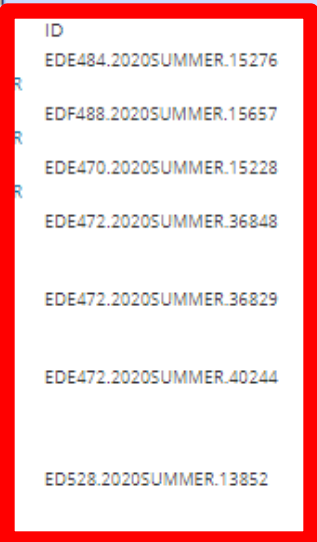 ID
EDE484.2020SUMMER.15276
R
EDF488.2020SUMMER.15657
R
EDE470.2020SUMMER.15228
R
EDE472.2020SUMMER.36848
EDE472.2020SUMMER.36829
EDE472.2020SUMMER.40244
ED528.2020SUMMER.13852